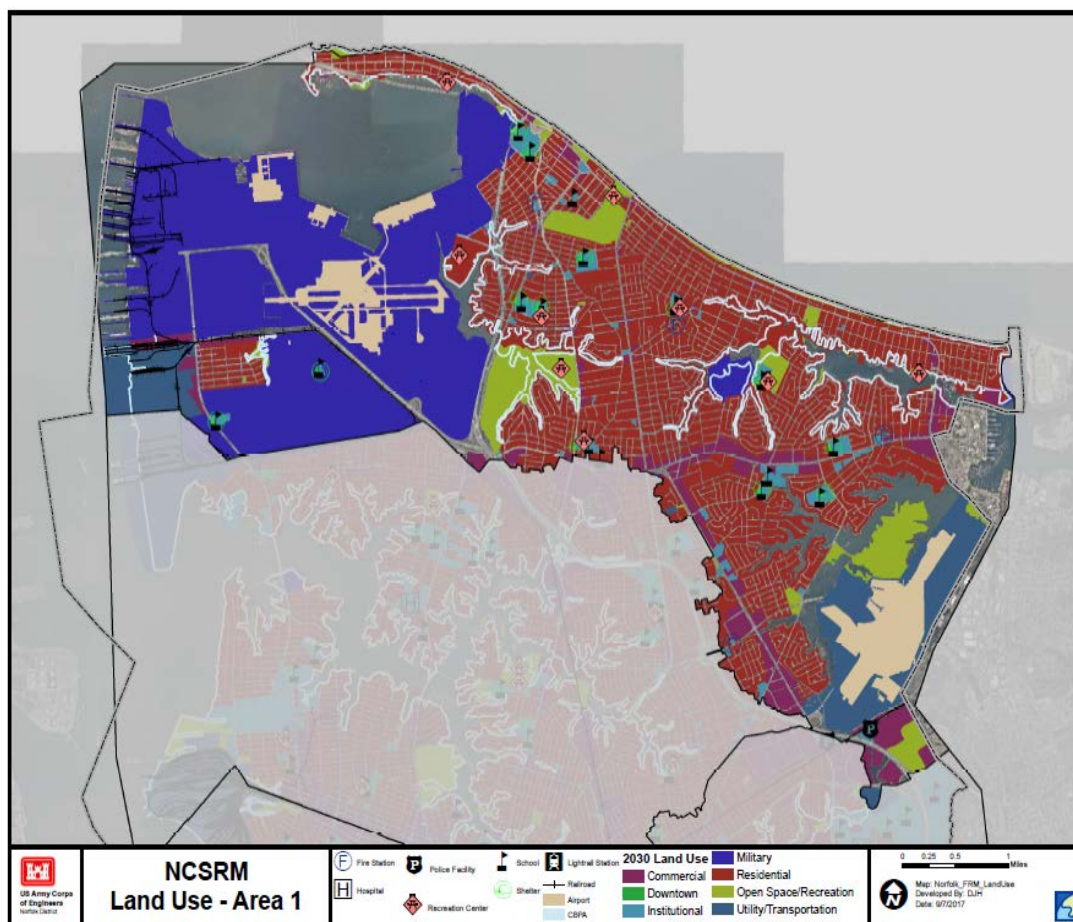 H
P
US Army Corps
of Engineers
Norfolk District
NCSRM
Land Use - Area 1
F Fire Station
H Hospital
P Police Facility
Recreation Center
School
Shelter
Lightrail Station
Railroad
Airport
CBPA
2030 Land Use
Commercial
Downtown
Institutional
Military
Residential
Open Space/Recreation
Utility/Transportation
0 0.25 0.5 1
Miles
Map: Norfolk_FRM_LandUse
Developed By: DJH
Date: 9/7/2017